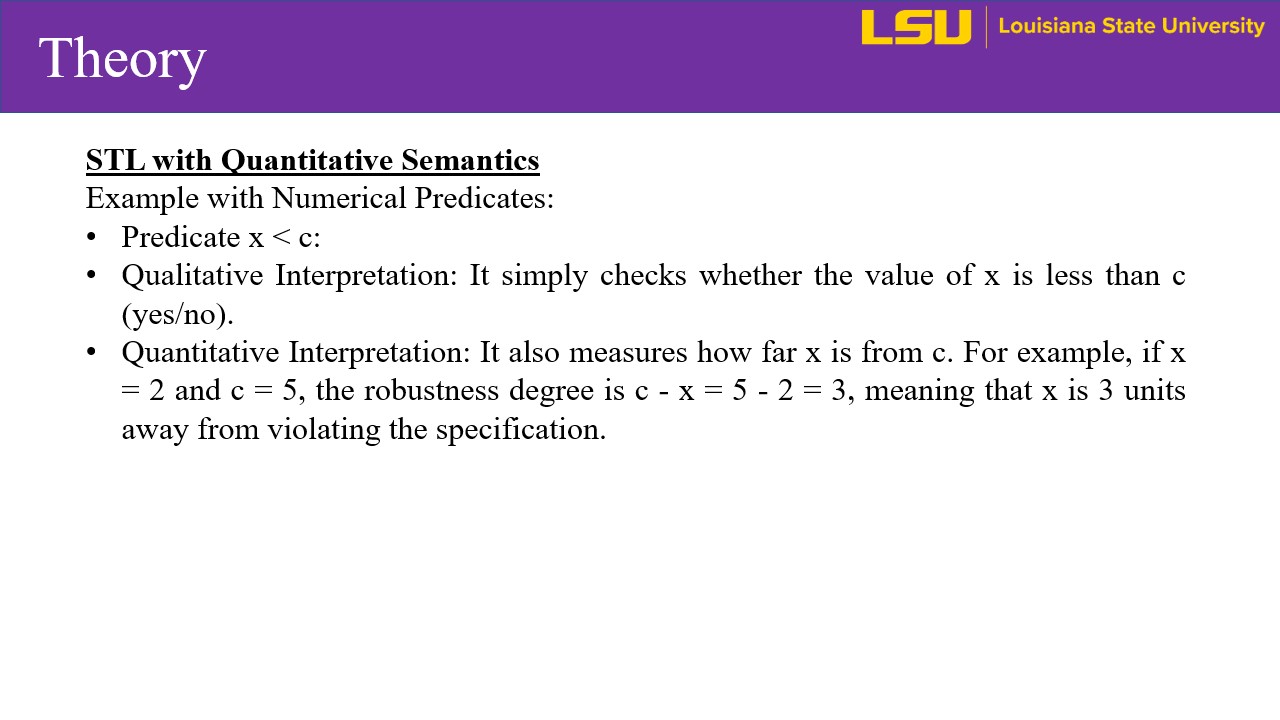 Theory
LSU
Louisiana State University
STL with Quantitative Semantics
Example with Numerical Predicates:
• Predicate x < c:
• Qualitative Interpretation: It simply checks whether the value of x is less than c
(yes/no).
• Quantitative Interpretation: It also measures how far x is from c. For example, if x
= 2 and c = 5, the robustness degree is c - x = 5 - 2 = 3, meaning that x is 3 units
away from violating the specification.